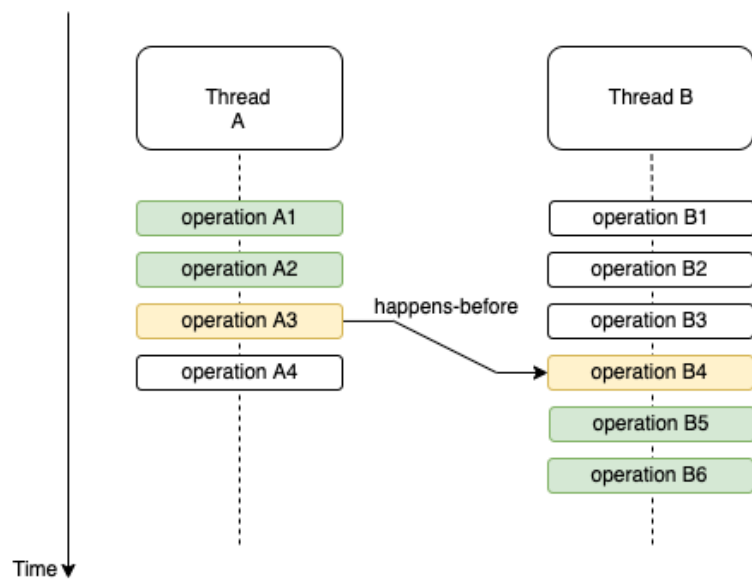 Thread
A
Thread B
operation A1
operation B1
operation A2
operation B2
happens-before
operation A3
operation B3
operation A4
operation B4
operation B5
operation B6
Time